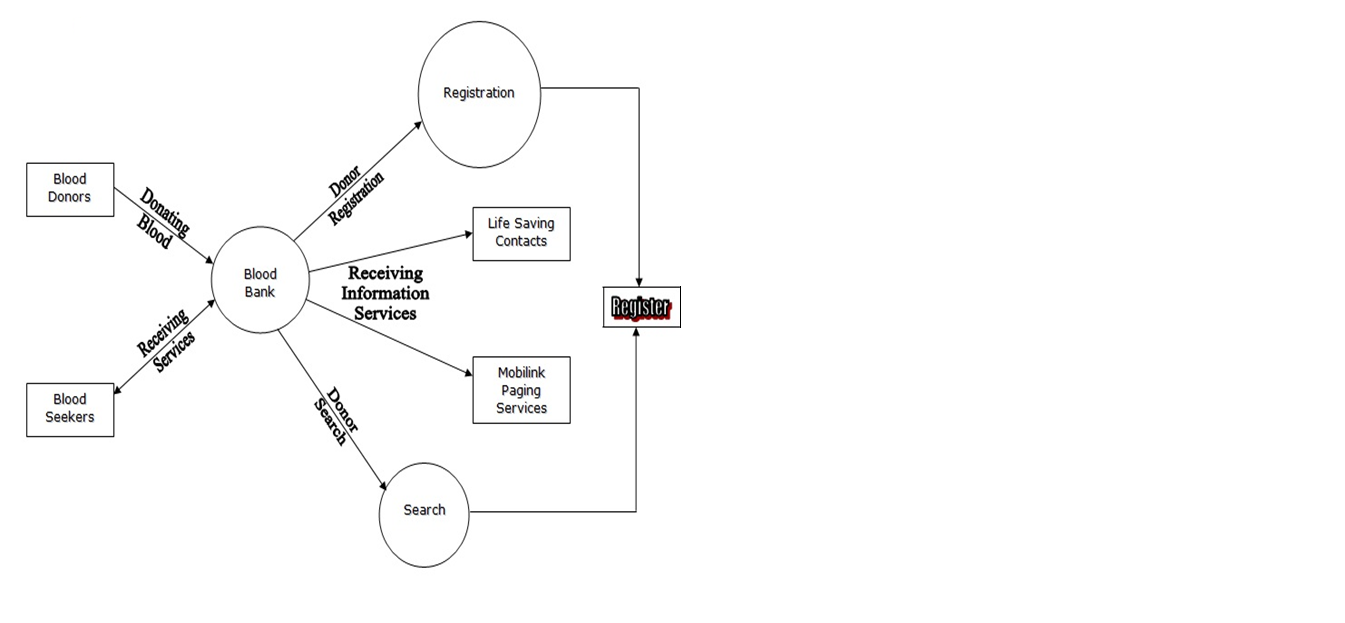 Registration
Blood
Donors
Donating
Blood
Donor
Registration
Life Saving
Contacts
Blood
Bank
Receiving
Information
Services
Register
Receiving
Services
Mobilink
Paging
Services
Blood
Seekers
Donor
Search
Search